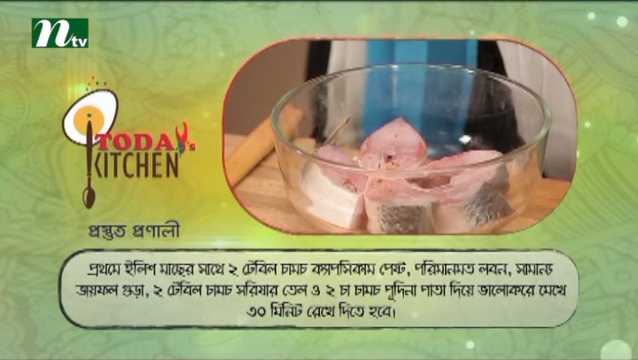 ntv
TODAY's
KITCHEN
প্রস্তুত প্রণালী
প্রথমে ইলিশ মাছের সাথে ২ টেবিল চামচ ক্যাপসিকাম পেষ্ট, পরিমানমত লবন, সামান্য
জয়ফল গুড়া, ২ টেবিল চামচ সরিষার তেল ও ২ চা চামচ পূদিনা পাতা দিয়ে ভালোকরে মেখে
৩০ মিনিট রেখে দিতে হবে।